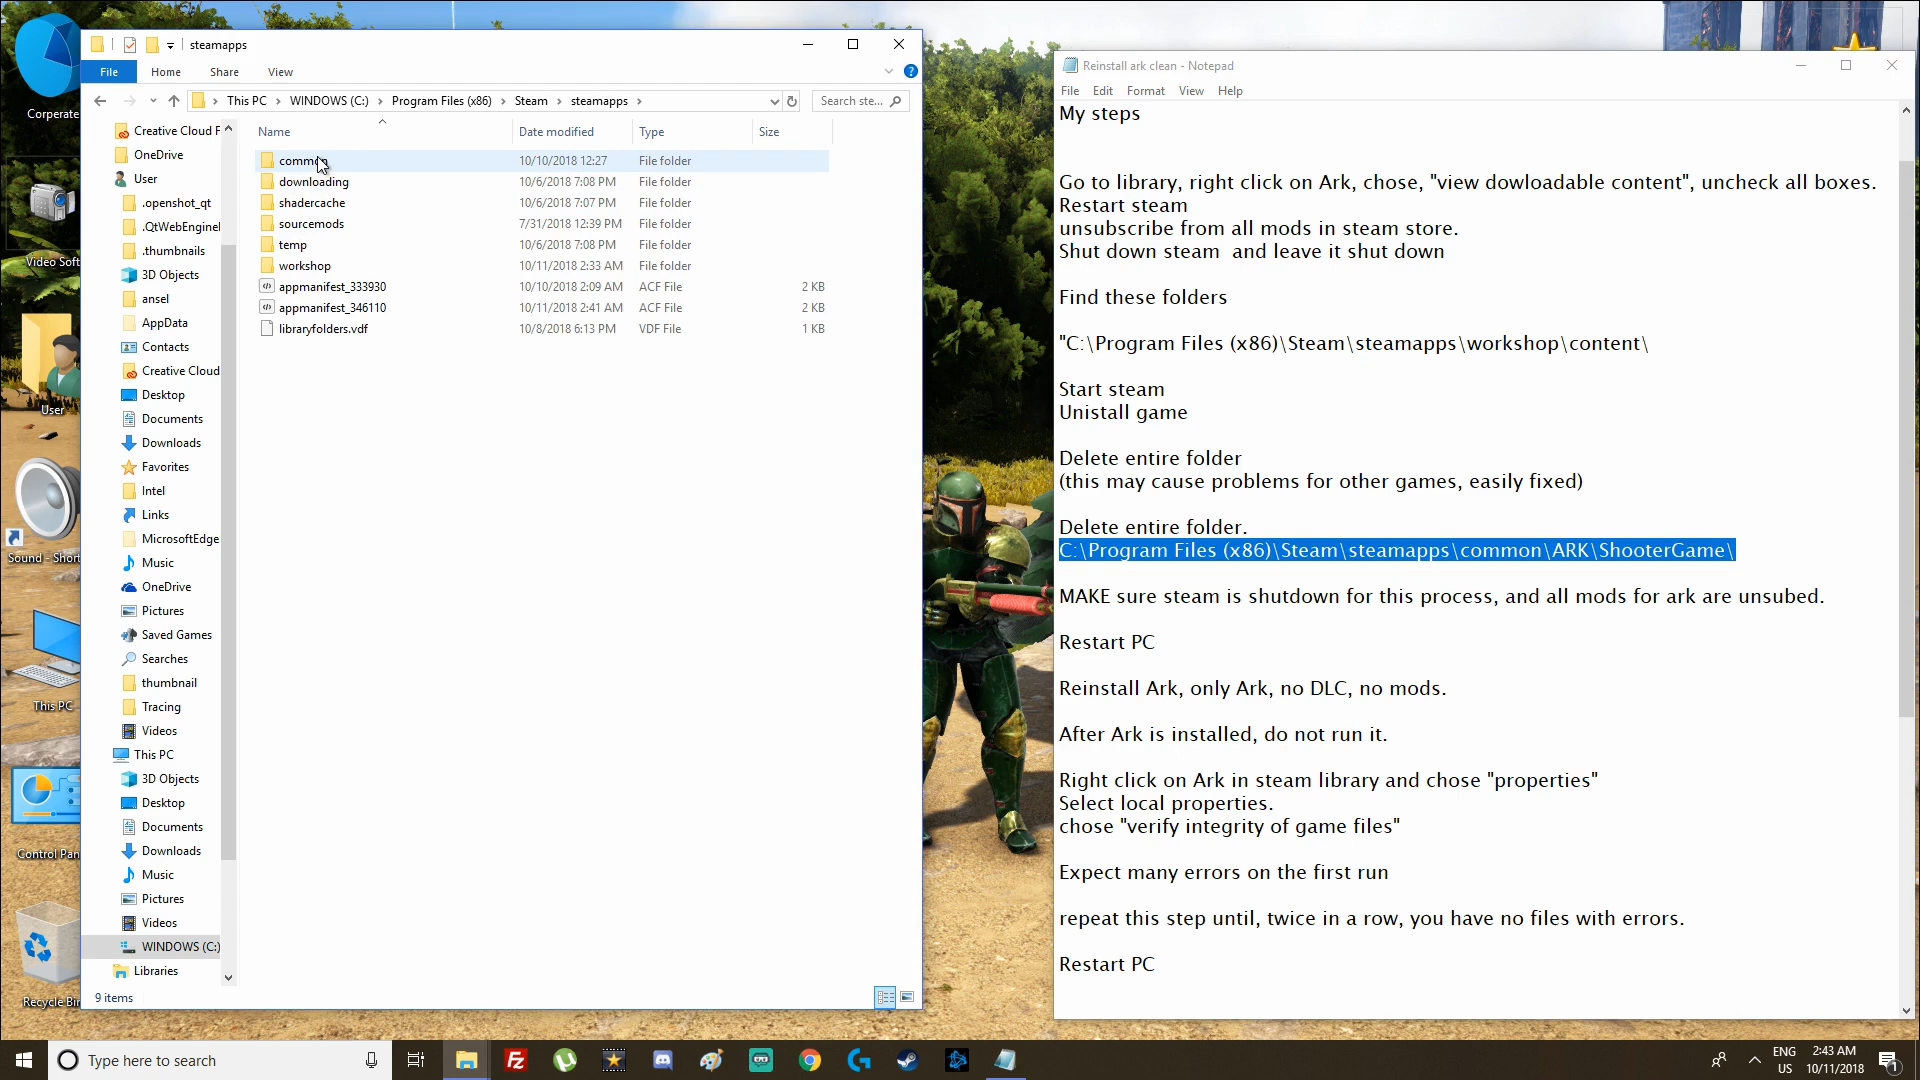 steamapps
File
Home
Share
View
This PC
WINDOWS (C:)
Program Files (x86)
Steam
steamapps
Search ste...
Name
Date modified
Type
Size
common
10/10/2018 12:27
File folder
downloading
10/6/2018 7:08 PM
File folder
shadercache
10/6/2018 7:07 PM
File folder
sourcemods
7/31/2018 12:39 PM
File folder
temp
10/6/2018 7:08 PM
File folder
workshop
10/11/2018 2:33 AM
File folder
appmanifest_333930
10/10/2018 2:09 AM
ACF File
2 KB
appmanifest_346110
10/11/2018 2:41 AM
ACF File
2 KB
libraryfolders.vdf
10/8/2018 6:13 PM
VDF File
1 KB
Creative Cloud F
OneDrive
User
.openshot_qt
.QtWebEngineI
.thumbnails
3D Objects
ansel
AppData
Contacts
Creative Cloud
Desktop
Documents
Downloads
Favorites
Intel
Links
MicrosoftEdge
Music
OneDrive
Pictures
Saved Games
Searches
thumbnail
Tracing
Videos
This PC
3D Objects
Desktop
Documents
Downloads
Music
Pictures
Videos
WINDOWS (C:)
Libraries
9 items
Corperate
Video Soft
User
Sound - Short
This PC
Control Pan
Recycle Bin
Reinstall ark clean - Notepad
File
Edit
Format
View
Help
My steps
Go to library, right click on Ark, chose, "view dowloadable content", uncheck all boxes.
Restart steam
unsubscribe from all mods in steam store.
Shut down steam  and leave it shut down
Find these folders
"C:\Program Files (x86)\Steam\steamapps\workshop\content\
Start steam
Unistall game
Delete entire folder
(this may cause problems for other games, easily fixed)
Delete entire folder.
C:\Program Files (x86)\Steam\steamapps\common\ARK\ShooterGame\
MAKE sure steam is shutdown for this process, and all mods for ark are unsubed.
Restart PC
Reinstall Ark, only Ark, no DLC, no mods.
After Ark is installed, do not run it.
Right click on Ark in steam library and chose "properties"
Select local properties.
chose "verify integrity of game files"
Expect many errors on the first run
repeat this step until, twice in a row, you have no files with errors.
Restart PC
Type here to search
ENG
US
2:43 AM
10/11/2018
1